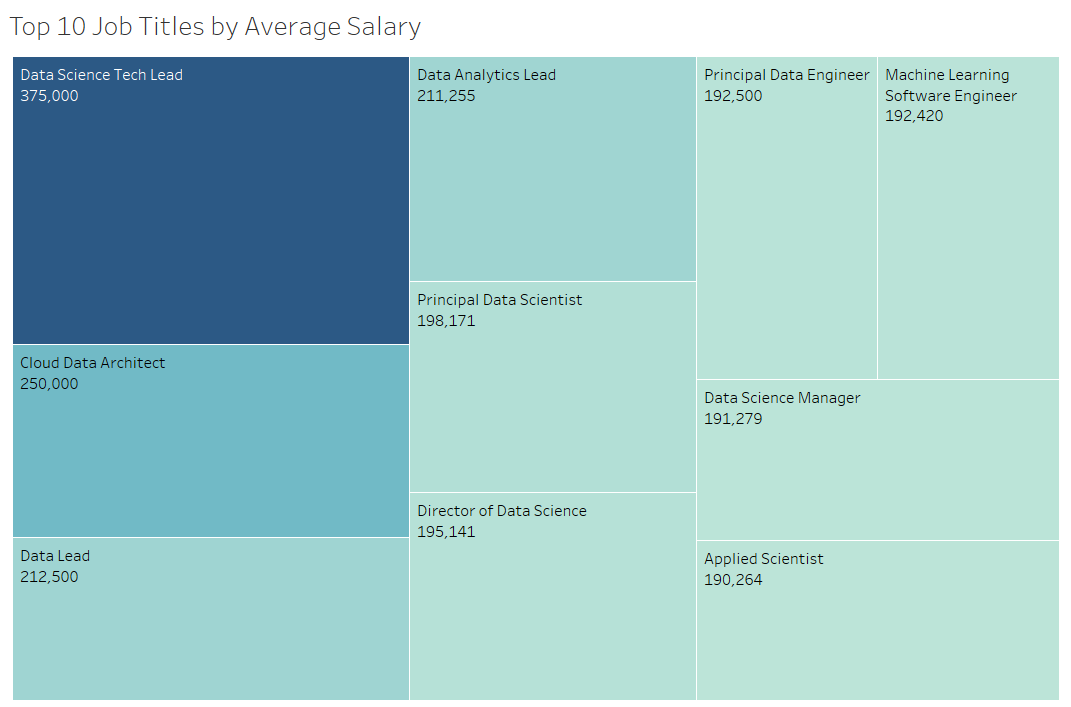 Top 10 Job Titles by Average Salary
Data Science Tech Lead
375,000
Cloud Data Architect
250,000
Data Lead
212,500
Data Analytics Lead
211,255
Principal Data Scientist
198,171
Director of Data Science
195,141
Principal Data Engineer
192,500
Machine Learning
Software Engineer
192,420
Data Science Manager
191,279
Applied Scientist
190,264